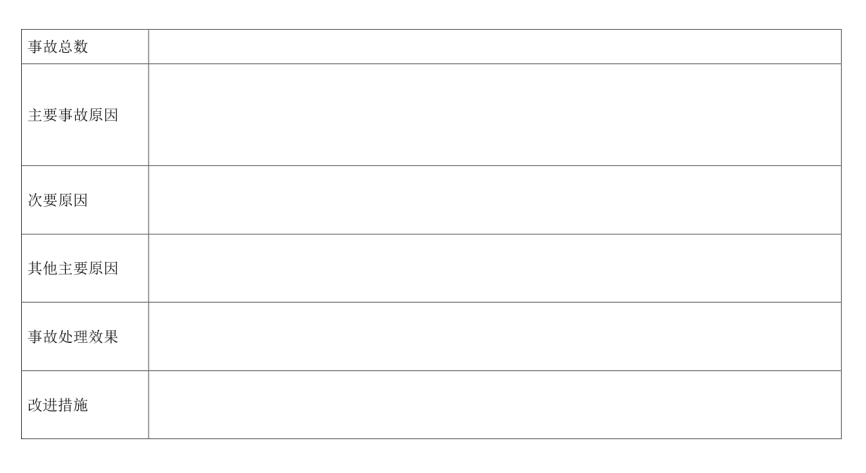 事故总数
主要事故原因
次要原因
其他主要原因
事故处理效果
改进措施